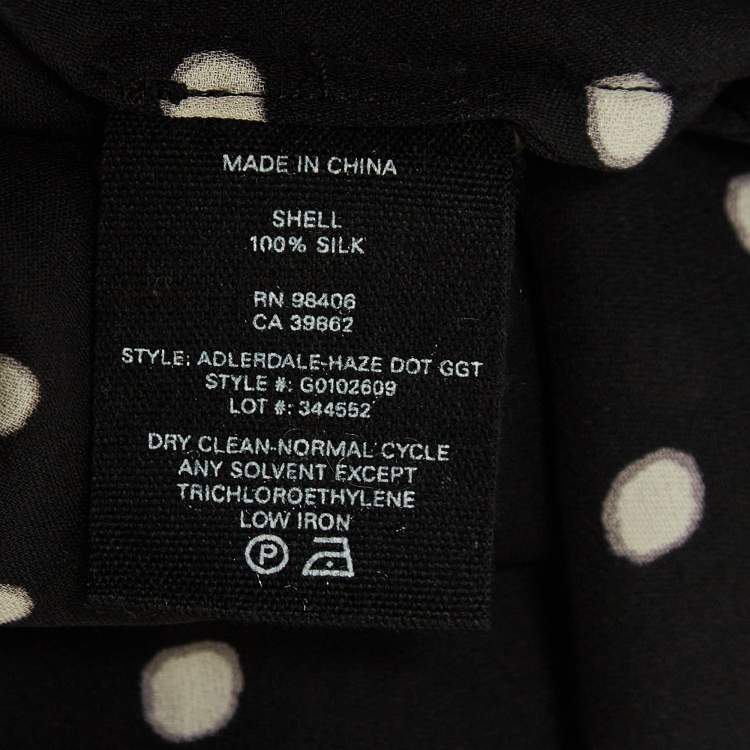 MADE IN CHINA
SHELL
100% SILK
RN 98406
CA 39862
STYLE: ADLERDALE-HAZE DOT GGT
STYLE #: G0102609
LOT #: 344552
DRY CLEAN-NORMAL CYCLE
ANY SOLVENT EXCEPT
TRICHLOROETHYLENE
LOW IRON
P